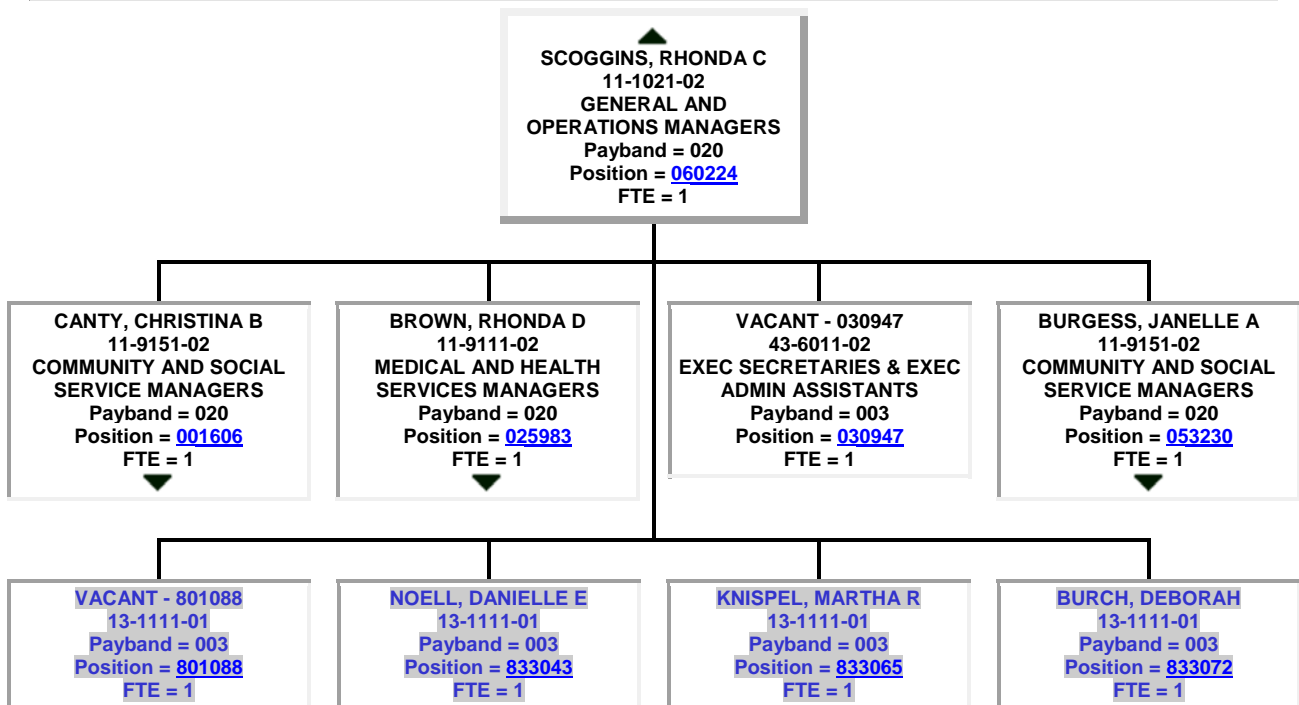 SCOGGINS, RHONDA C
11-1021-02
GENERAL AND
OPERATIONS MANAGERS
Payband = 020
Position = 060224
FTE = 1
CANTY, CHRISTINA B
11-9151-02
COMMUNITY AND SOCIAL
SERVICE MANAGERS
Payband = 020
Position = 001606
FTE = 1
BROWN, RHONDA D
11-9111-02
MEDICAL AND HEALTH
SERVICES MANAGERS
Payband = 020
Position = 025983
FTE = 1
VACANT - 030947
43-6011-02
EXEC SECRETARIES & EXEC
ADMIN ASSISTANTS
Payband = 003
Position = 030947
FTE = 1
BURGESS, JANELLE A
11-9151-02
COMMUNITY AND SOCIAL
SERVICE MANAGERS
Payband = 020
Position = 053230
FTE = 1
VACANT - 801088
13-1111-01
Payband = 003
Position = 801088
FTE = 1
NOELL, DANIELLE E
13-1111-01
Payband = 003
Position = 833043
FTE = 1
KNISPEL, MARTHA R
13-1111-01
Payband = 003
Position = 833065
FTE = 1
BURCH, DEBORAH
13-1111-01
Payband = 003
Position = 833072
FTE = 1